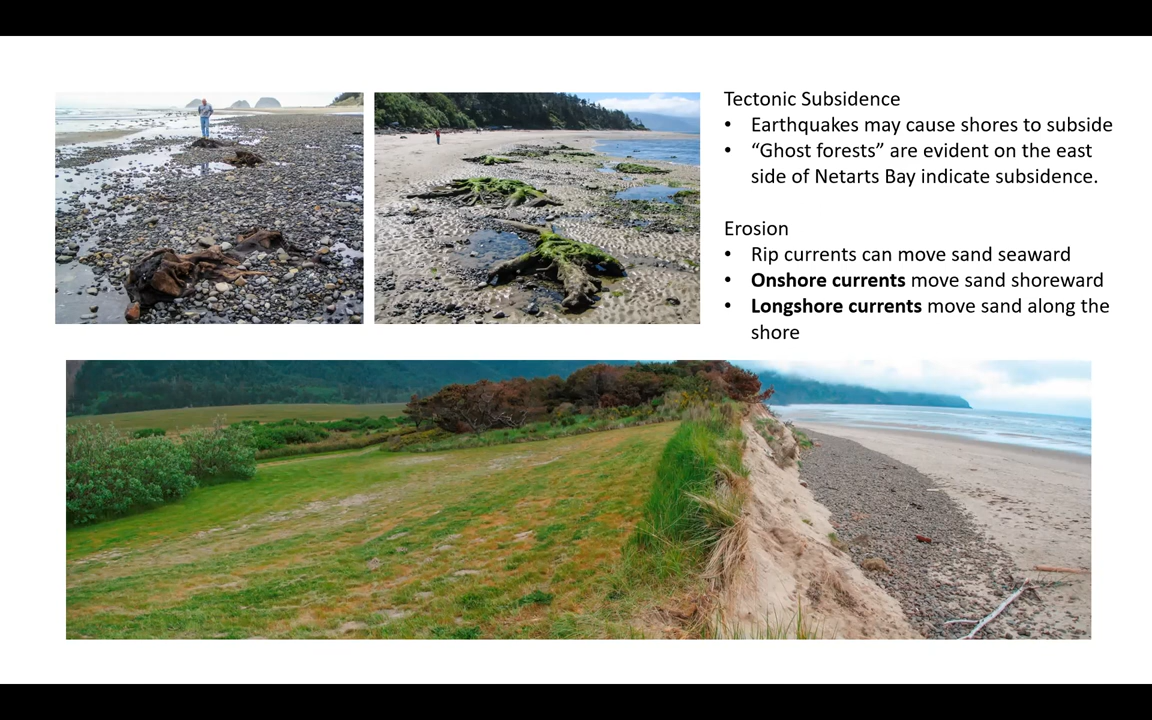 Tectonic Subsidence
• Earthquakes may cause shores to subside
• “Ghost forests” are evident on the east
side of Netarts Bay indicate subsidence.
Erosion
• Rip currents can move sand seaward
• Onshore currents move sand shoreward
• Longshore currents move sand along the
shore